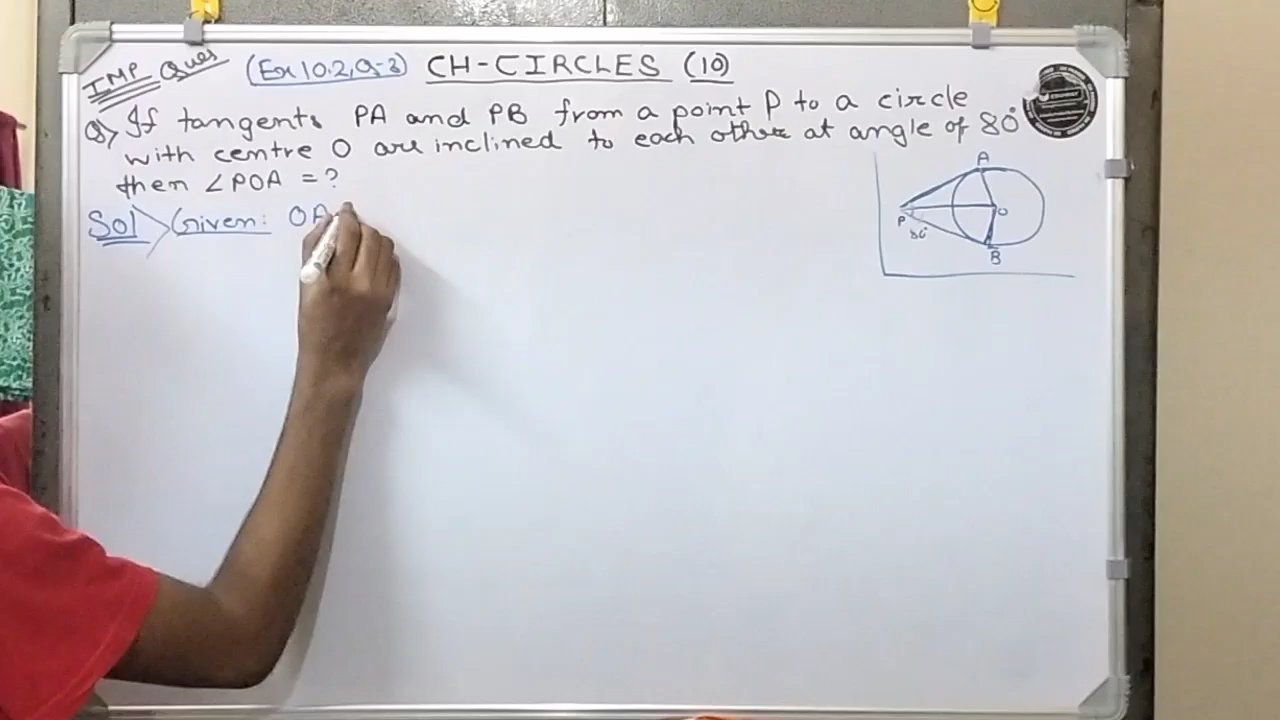 IMP Ques
(Ex 10.2, Q-3) CH-CIRCLES (10)
Q> If tangents PA and PB from a point P to a circle
with centre O are inclined to each other at angle of 80°
then ∠POA = ?
Sol> Given: OA
A
P
O
80°
B